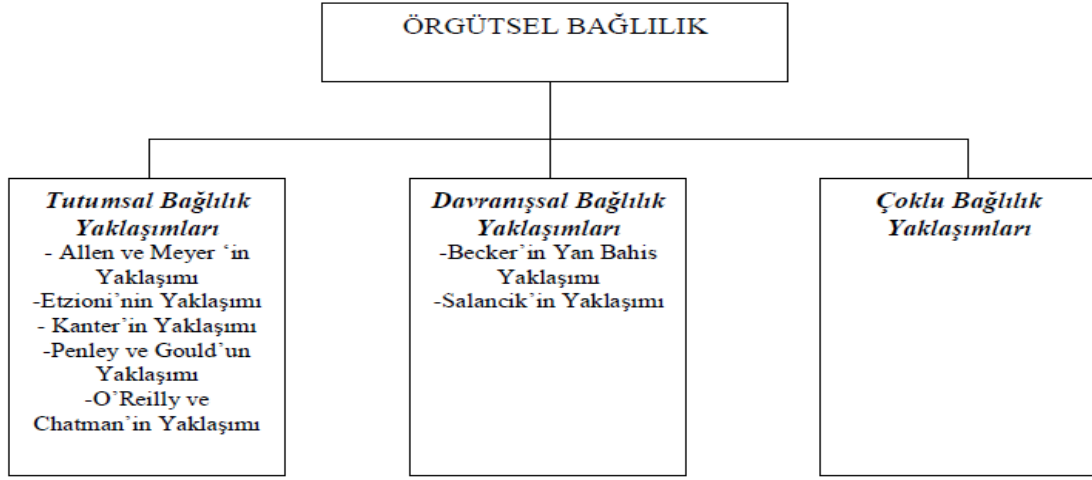 ÖRGÜTSEL BAĞLILIK
Tutumsal Bağlılık
Yaklaşımları
- Allen ve Meyer ‘in
Yaklaşımı
-Etzioni’nin Yaklaşımı
- Kanter’in Yaklaşımı
-Penley ve Gould’un
Yaklaşımı
-O’Reilly ve
Chatman’in Yaklaşımı
Davranışsal Bağlılık
Yaklaşımları
-Becker’in Yan Bahis
Yaklaşımı
-Salancik’in Yaklaşımı
Çoklu Bağlılık
Yaklaşımları